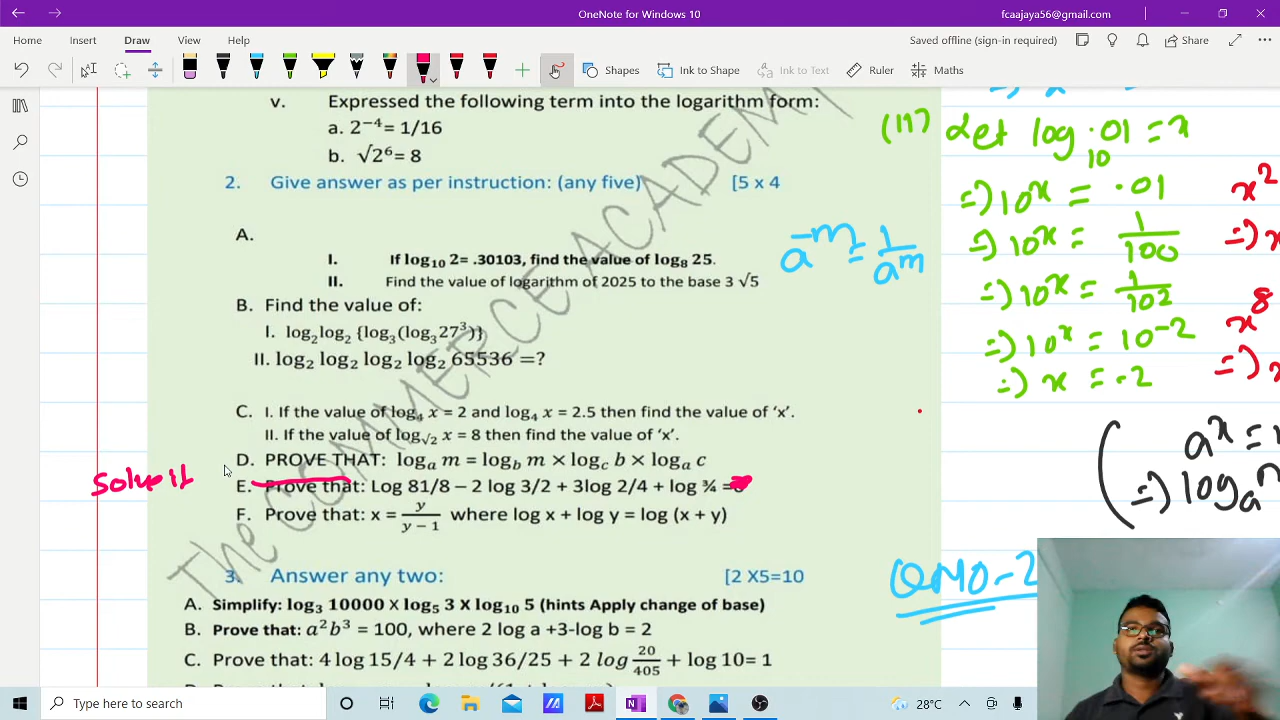 OneNote for Windows 10
fcaajaya56@gmail.com
Home Insert Draw View Help Saved offline (sign-in required) Share
Shapes Ink to Shape Ink to Text Ruler Maths
v. Expressed the following term into the logarithm form:
a. 2⁻⁴= 1/16
b. √2⁶= 8
2. Give answer as per instruction: (any five) [5 x 4
A.
I. If log₁₀ 2= .30103, find the value of log₈ 25.
II. Find the value of logarithm of 2025 to the base 3 √5
B. Find the value of:
I. log₂log₂ {log₃(log₃27³)}
II. log₂ log₂ log₂ log₂ 65536 =?
C. I. If the value of log₄ x = 2 and log₄ x = 2.5 then find the value of 'x'.
II. If the value of log√₂ x = 8 then find the value of 'x'.
D. PROVE THAT: logₐ m = log_b m × log_c b × logₐ c
Solve it
E. Prove that: Log 81/8 – 2 log 3/2 + 3log 2/4 + log ¾ =
F. Prove that: x = y/(y − 1) where log x + log y = log (x + y)
3. Answer any two: [2 X5=10
A. Simplify: log₃ 10000 X log₅ 3 X log₁₀ 5 (hints Apply change of base)
B. Prove that: a²b³ = 100, where 2 log a +3-log b = 2
C. Prove that: 4 log 15/4 + 2 log 36/25 + 2 log 20/405 + log 10= 1
The COMMERCE ACADEMY
a⁻ᵐ = 1/aᵐ
(11) Let log₁₀ .01 = x
=) 10ˣ = .01
=) 10ˣ = 1/100
=) 10ˣ = 1/10²
=) 10ˣ = 10⁻²
=) x = -2
x²
=)
x⁸
=)
( aˣ =
=) logₐ
QNO-2
Type here to search
28°C